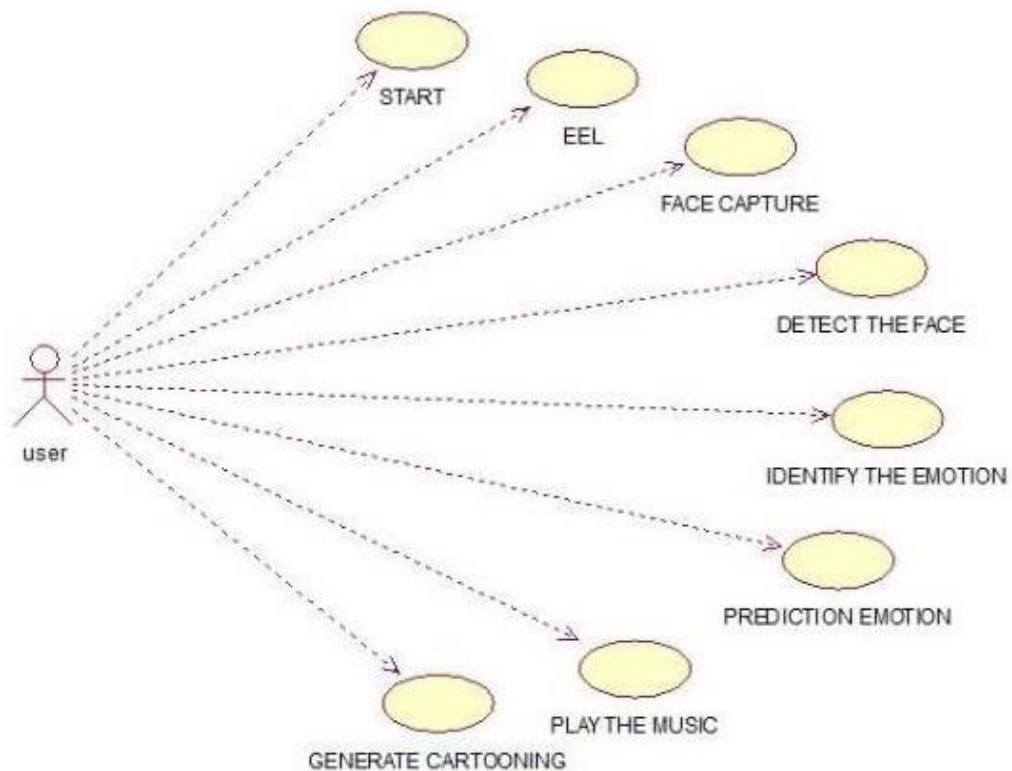 START
EEL
FACE CAPTURE
DETECT THE FACE
user
IDENTIFY THE EMOTION
PREDICTION EMOTION
PLAY THE MUSIC
GENERATE CARTOONING